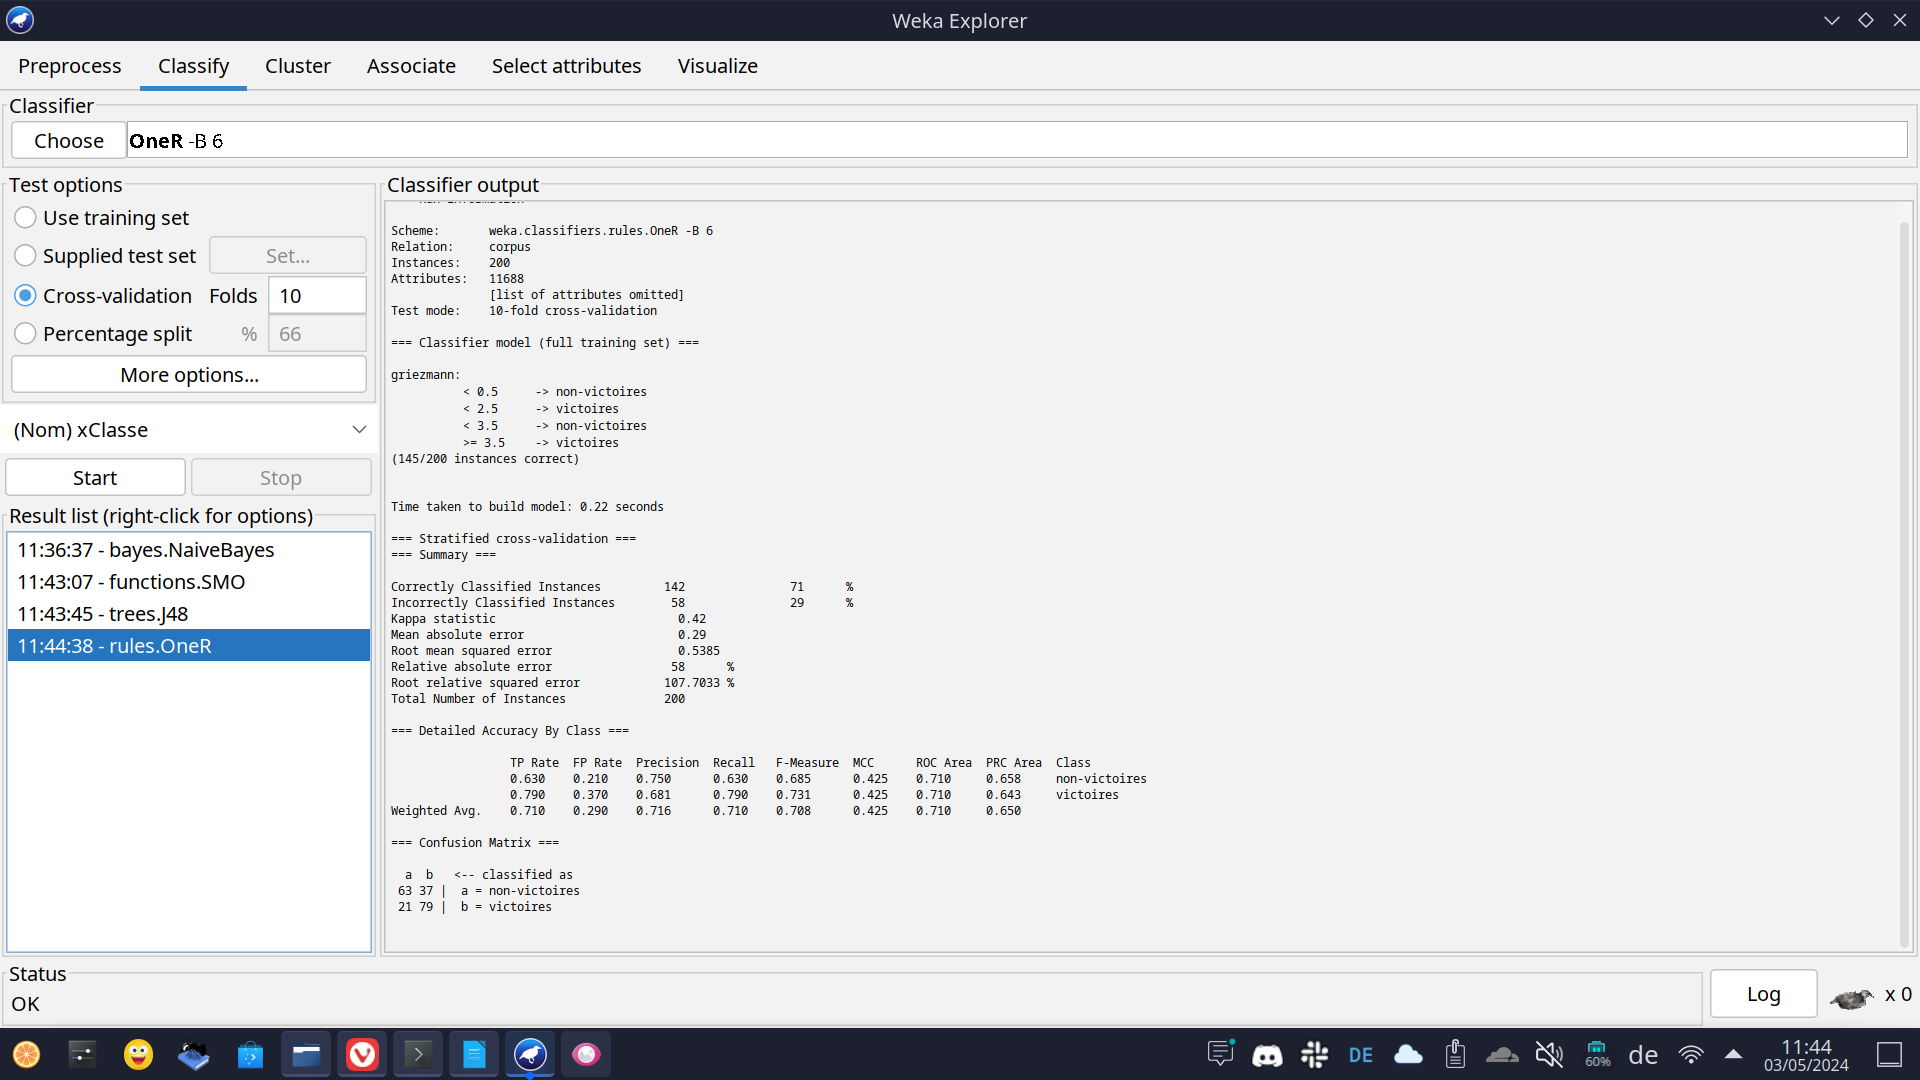 Weka Explorer
Preprocess Classify Cluster Associate Select attributes Visualize
Classifier
Choose OneR -B 6
Test options
Use training set
Supplied test set Set...
Cross-validation Folds 10
Percentage split % 66
More options...
(Nom) xClasse
Start Stop
Result list (right-click for options)
11:36:37 - bayes.NaiveBayes
11:43:07 - functions.SMO
11:43:45 - trees.J48
11:44:38 - rules.OneR
Classifier output
Scheme: weka.classifiers.rules.OneR -B 6
Relation: corpus
Instances: 200
Attributes: 11688
[list of attributes omitted]
Test mode: 10-fold cross-validation
=== Classifier model (full training set) ===
griezmann:
< 0.5 -> non-victoires
< 2.5 -> victoires
< 3.5 -> non-victoires
>= 3.5 -> victoires
(145/200 instances correct)
Time taken to build model: 0.22 seconds
=== Stratified cross-validation ===
=== Summary ===
Correctly Classified Instances 142 71 %
Incorrectly Classified Instances 58 29 %
Kappa statistic 0.42
Mean absolute error 0.29
Root mean squared error 0.5385
Relative absolute error 58 %
Root relative squared error 107.7033 %
Total Number of Instances 200
=== Detailed Accuracy By Class ===
TP Rate FP Rate Precision Recall F-Measure MCC ROC Area PRC Area Class
0.630 0.210 0.750 0.630 0.685 0.425 0.710 0.658 non-victoires
0.790 0.370 0.681 0.790 0.731 0.425 0.710 0.643 victoires
Weighted Avg. 0.710 0.290 0.716 0.710 0.708 0.425 0.710 0.650
=== Confusion Matrix ===
a b <-- classified as
63 37 | a = non-victoires
21 79 | b = victoires
Status
OK
Log x 0
DE 60% de 11:44
03/05/2024